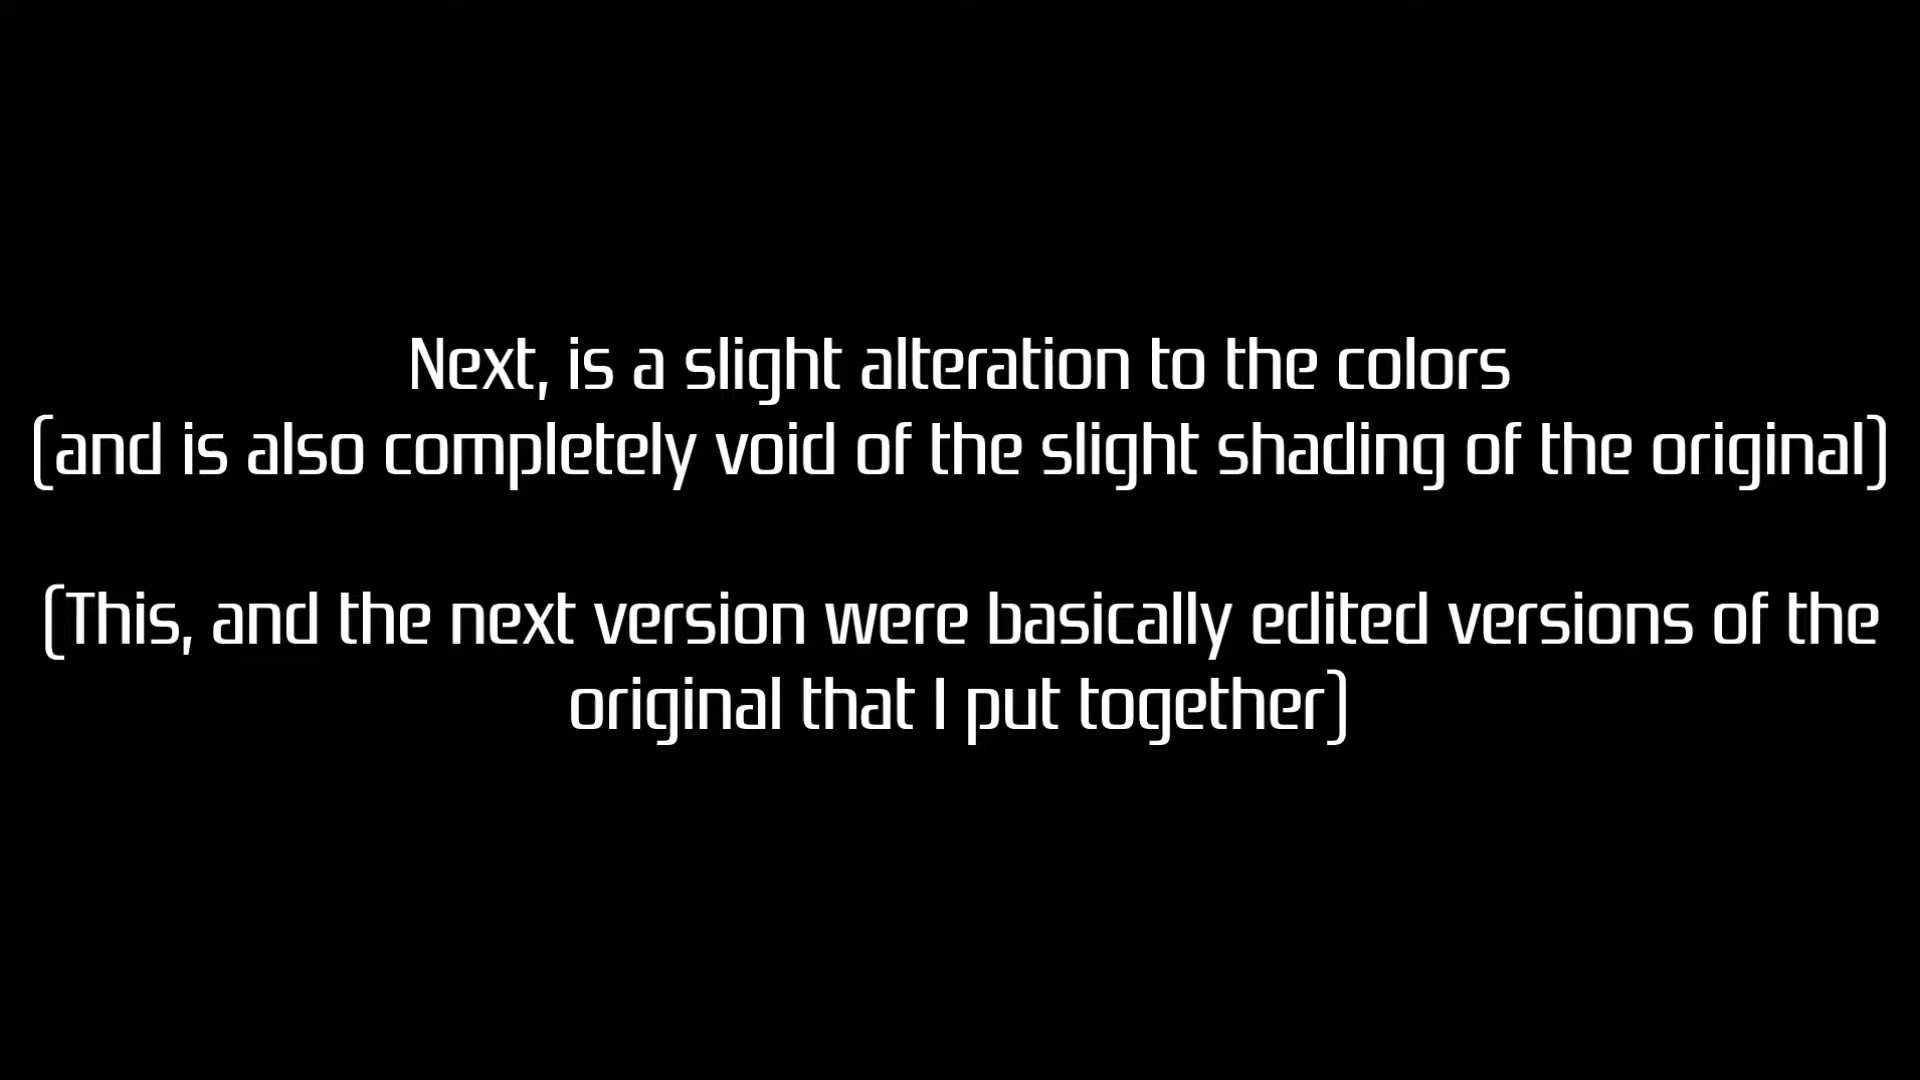 Next, is a slight alteration to the colors
(and is also completely void of the slight shading of the original)
(This, and the next version were basically edited versions of the
original that I put together)